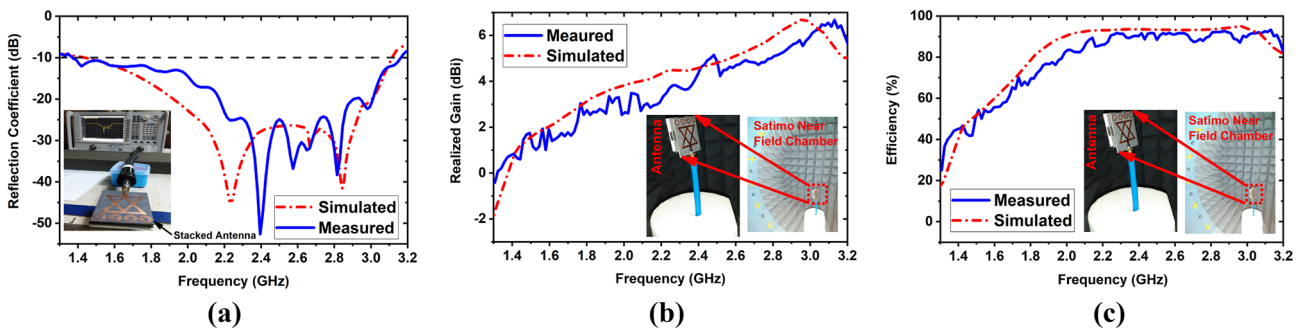 Reflection Coefficient (dB)
0
-10
-20
-30
-40
-50
1.4 1.6 1.8 2.0 2.2 2.4 2.6 2.8 3.0 3.2
Frequency (GHz)
Simulated
Measured
Stacked Antenna
(a)
Realized Gain (dBi)
6
4
2
0
-2
1.4 1.6 1.8 2.0 2.2 2.4 2.6 2.8 3.0 3.2
Frequency (GHz)
Meaured
Simulated
Antenna
Satimo Near
Field Chamber
(b)
Efficiency (%)
100
80
60
40
20
0
1.4 1.6 1.8 2.0 2.2 2.4 2.6 2.8 3.0 3.2
Frequency (GHz)
Measured
Simulated
Antenna
Satimo Near
Field Chamber
(c)